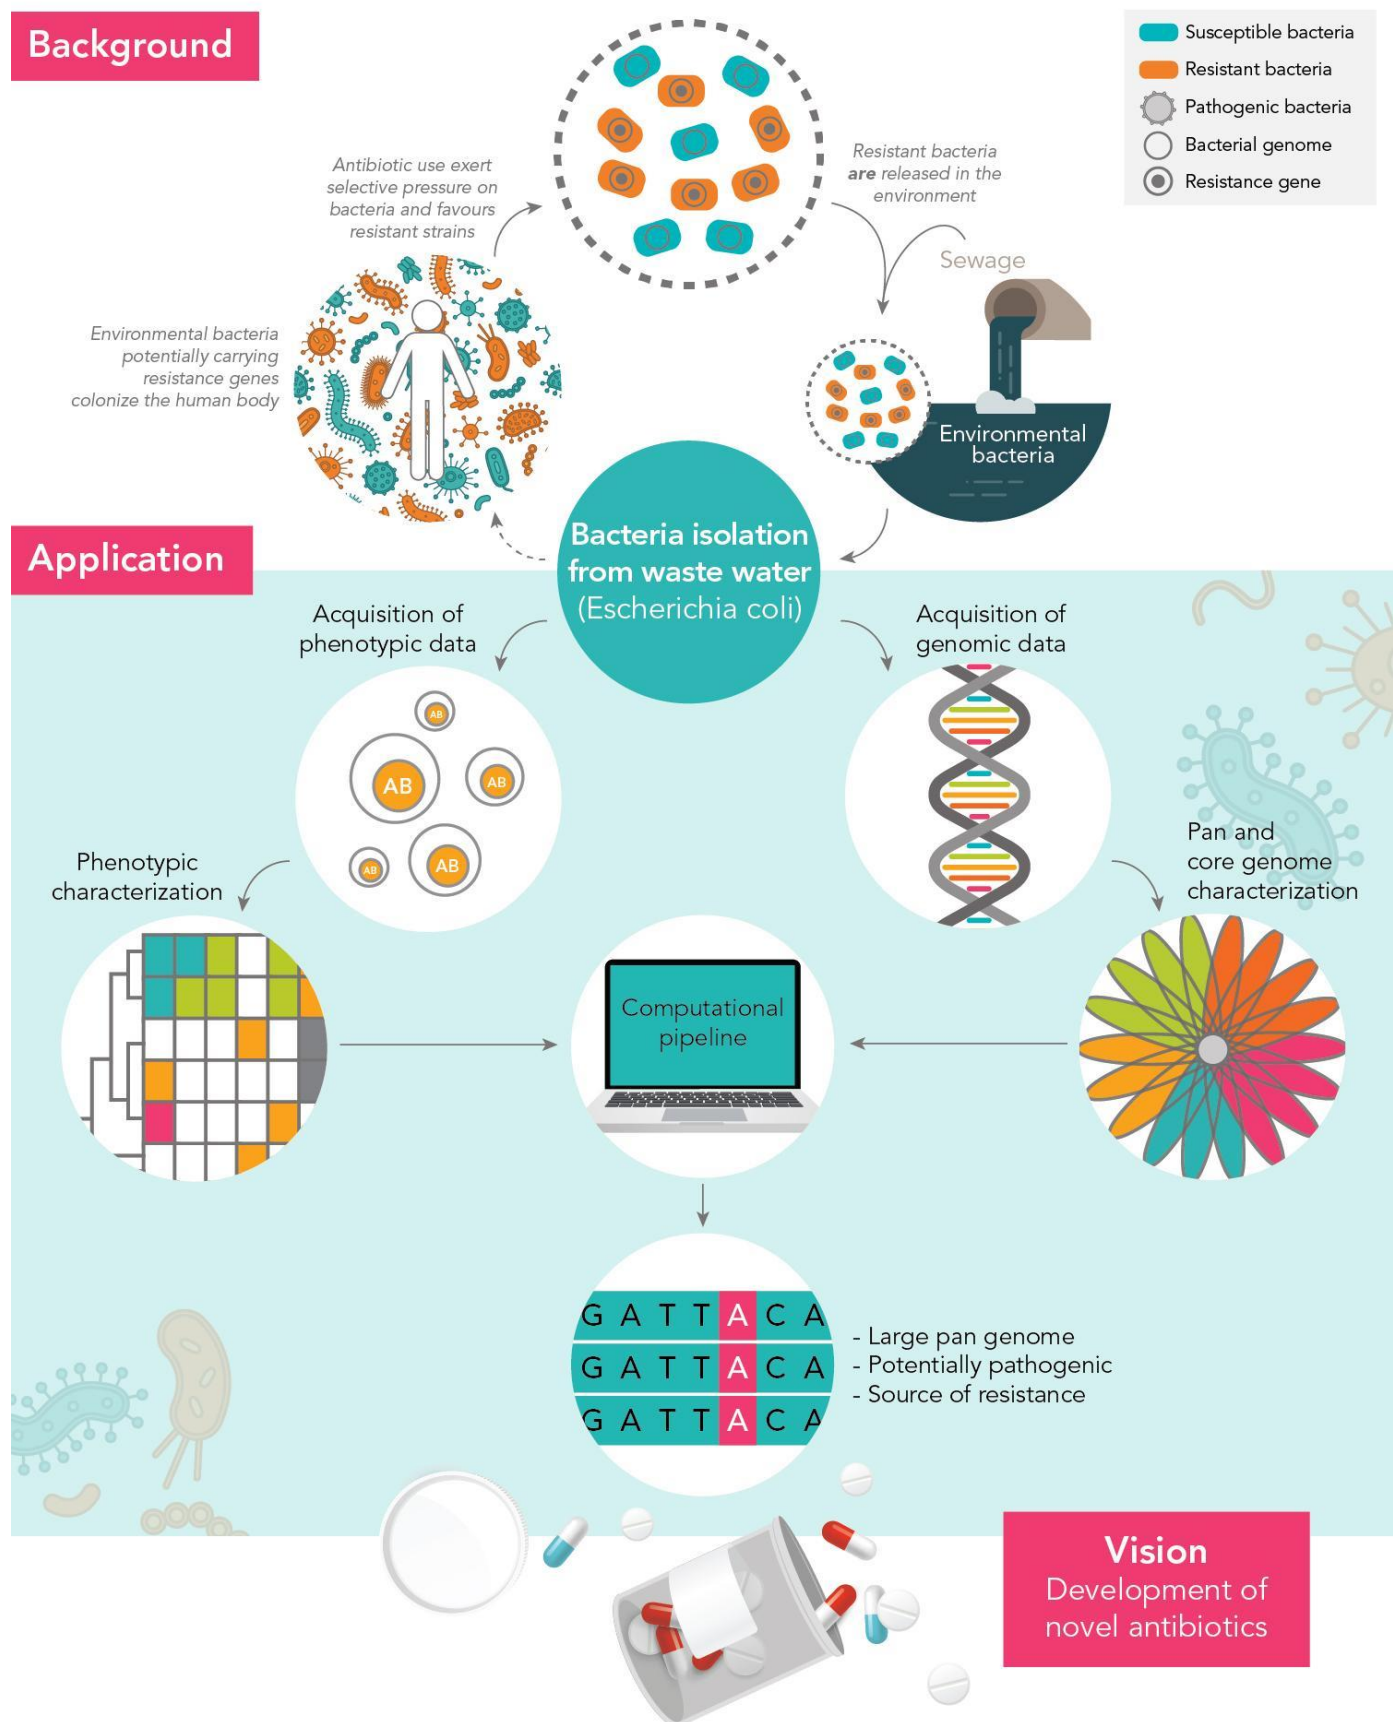 Background
Susceptible bacteria
Resistant bacteria
Pathogenic bacteria
Bacterial genome
Resistance gene
Antibiotic use exert
selective pressure on
bacteria and favours
resistant strains
Resistant bacteria
are released in the
environment
Sewage
Environmental bacteria
potentially carrying
resistance genes
colonize the human body
Environmental
bacteria
Bacteria isolation
from waste water
(Escherichia coli)
Application
Acquisition of
phenotypic data
Acquisition of
genomic data
AB
AB
AB
AB
AB
Phenotypic
characterization
Pan and
core genome
characterization
Computational
pipeline
G A T T A C A
G A T T A C A
G A T T A C A
- Large pan genome
- Potentially pathogenic
- Source of resistance
Vision
Development of
novel antibiotics